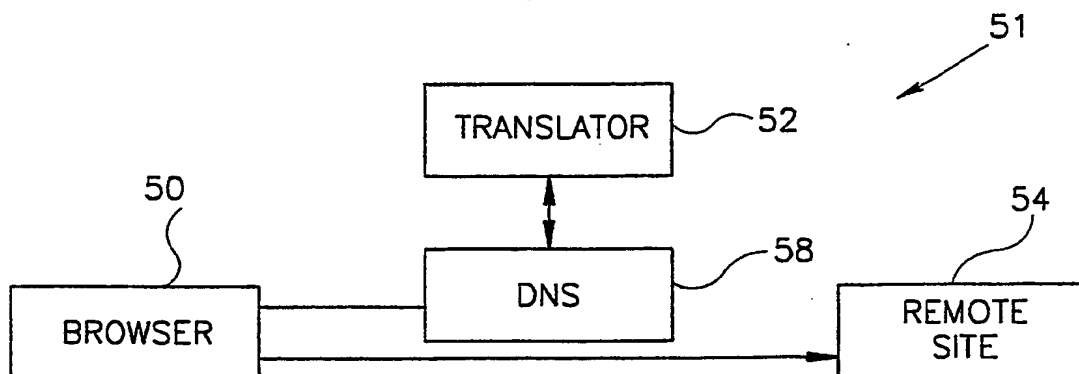 51
TRANSLATOR
52
50
54
58
DNS
BROWSER
REMOTE
SITE